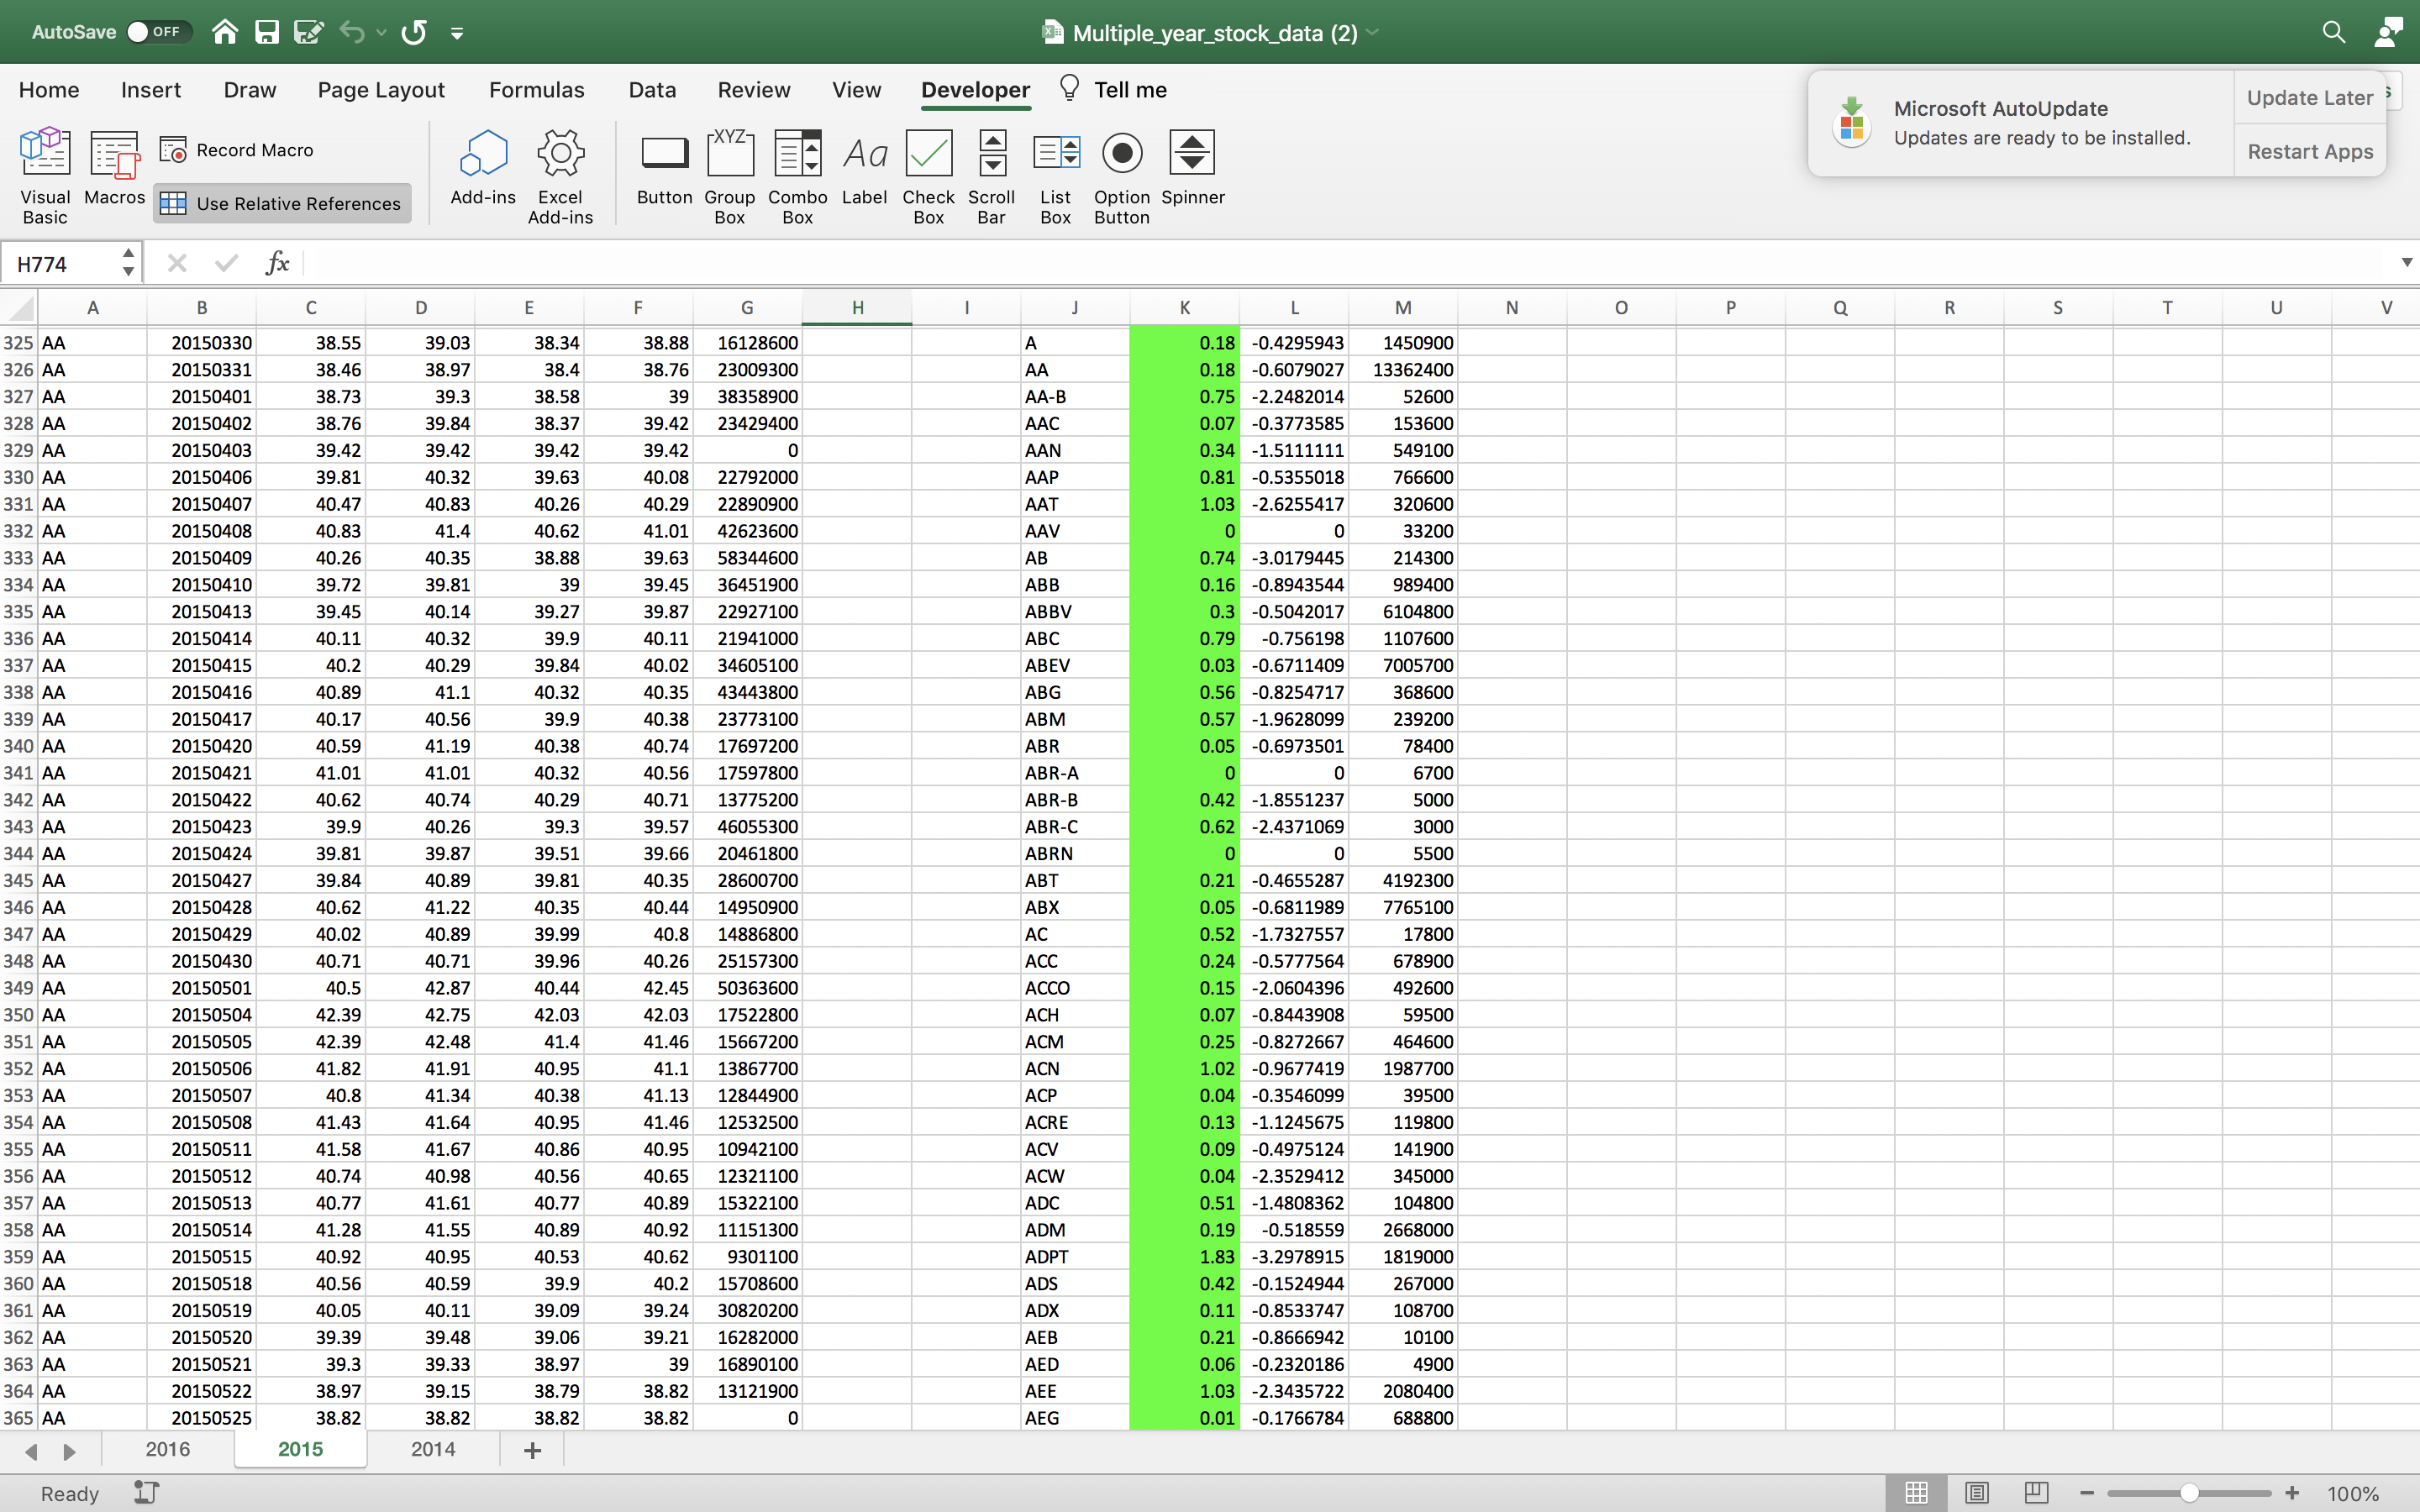 AutoSave OFF Multiple_year_stock_data (2)
Home Insert Draw Page Layout Formulas Data Review View Developer Tell me
Microsoft AutoUpdate
Updates are ready to be installed.
Update Later
Restart Apps
Visual Basic Macros Record Macro Use Relative References Add-ins Excel Add-ins Button XYZ Group Box Combo Box Aa Label Check Box Scroll Bar List Box Option Button Spinner
H774 fx
A B C D E F G H I J K L M N O P Q R S T U V
325 AA 20150330 38.55 39.03 38.34 38.88 16128600 A 0.18 -0.4295943 1450900
326 AA 20150331 38.46 38.97 38.4 38.76 23009300 AA 0.18 -0.6079027 13362400
327 AA 20150401 38.73 39.3 38.58 39 38358900 AA-B 0.75 -2.2482014 52600
328 AA 20150402 38.76 39.84 38.37 39.42 23429400 AAC 0.07 -0.3773585 153600
329 AA 20150403 39.42 39.42 39.42 39.42 0 AAN 0.34 -1.5111111 549100
330 AA 20150406 39.81 40.32 39.63 40.08 22792000 AAP 0.81 -0.5355018 766600
331 AA 20150407 40.47 40.83 40.26 40.29 22890900 AAT 1.03 -2.6255417 320600
332 AA 20150408 40.83 41.4 40.62 41.01 42623600 AAV 0 0 33200
333 AA 20150409 40.26 40.35 38.88 39.63 58344600 AB 0.74 -3.0179445 214300
334 AA 20150410 39.72 39.81 39 39.45 36451900 ABB 0.16 -0.8943544 989400
335 AA 20150413 39.45 40.14 39.27 39.87 22927100 ABBV 0.3 -0.5042017 6104800
336 AA 20150414 40.11 40.32 39.9 40.11 21941000 ABC 0.79 -0.756198 1107600
337 AA 20150415 40.2 40.29 39.84 40.02 34605100 ABEV 0.03 -0.6711409 7005700
338 AA 20150416 40.89 41.1 40.32 40.35 43443800 ABG 0.56 -0.8254717 368600
339 AA 20150417 40.17 40.56 39.9 40.38 23773100 ABM 0.57 -1.9628099 239200
340 AA 20150420 40.59 41.19 40.38 40.74 17697200 ABR 0.05 -0.6973501 78400
341 AA 20150421 41.01 41.01 40.32 40.56 17597800 ABR-A 0 0 6700
342 AA 20150422 40.62 40.74 40.29 40.71 13775200 ABR-B 0.42 -1.8551237 5000
343 AA 20150423 39.9 40.26 39.3 39.57 46055300 ABR-C 0.62 -2.4371069 3000
344 AA 20150424 39.81 39.87 39.51 39.66 20461800 ABRN 0 0 5500
345 AA 20150427 39.84 40.89 39.81 40.35 28600700 ABT 0.21 -0.4655287 4192300
346 AA 20150428 40.62 41.22 40.35 40.44 14950900 ABX 0.05 -0.6811989 7765100
347 AA 20150429 40.02 40.89 39.99 40.8 14886800 AC 0.52 -1.7327557 17800
348 AA 20150430 40.71 40.71 39.96 40.26 25157300 ACC 0.24 -0.5777564 678900
349 AA 20150501 40.5 42.87 40.44 42.45 50363600 ACCO 0.15 -2.0604396 492600
350 AA 20150504 42.39 42.75 42.03 42.03 17522800 ACH 0.07 -0.8443908 59500
351 AA 20150505 42.39 42.48 41.4 41.46 15667200 ACM 0.25 -0.8272667 464600
352 AA 20150506 41.82 41.91 40.95 41.1 13867700 ACN 1.02 -0.9677419 1987700
353 AA 20150507 40.8 41.34 40.38 41.13 12844900 ACP 0.04 -0.3546099 39500
354 AA 20150508 41.43 41.64 40.95 41.46 12532500 ACRE 0.13 -1.1245675 119800
355 AA 20150511 41.58 41.67 40.86 40.95 10942100 ACV 0.09 -0.4975124 141900
356 AA 20150512 40.74 40.98 40.56 40.65 12321100 ACW 0.04 -2.3529412 345000
357 AA 20150513 40.77 41.61 40.77 40.89 15322100 ADC 0.51 -1.4808362 104800
358 AA 20150514 41.28 41.55 40.89 40.92 11151300 ADM 0.19 -0.518559 2668000
359 AA 20150515 40.92 40.95 40.53 40.62 9301100 ADPT 1.83 -3.2978915 1819000
360 AA 20150518 40.56 40.59 39.9 40.2 15708600 ADS 0.42 -0.1524944 267000
361 AA 20150519 40.05 40.11 39.09 39.24 30820200 ADX 0.11 -0.8533747 108700
362 AA 20150520 39.39 39.48 39.06 39.21 16282000 AEB 0.21 -0.8666942 10100
363 AA 20150521 39.3 39.33 38.97 39 16890100 AED 0.06 -0.2320186 4900
364 AA 20150522 38.97 39.15 38.79 38.82 13121900 AEE 1.03 -2.3435722 2080400
365 AA 20150525 38.82 38.82 38.82 38.82 0 AEG 0.01 -0.1766784 688800
2016 2015 2014 +
Ready 100%